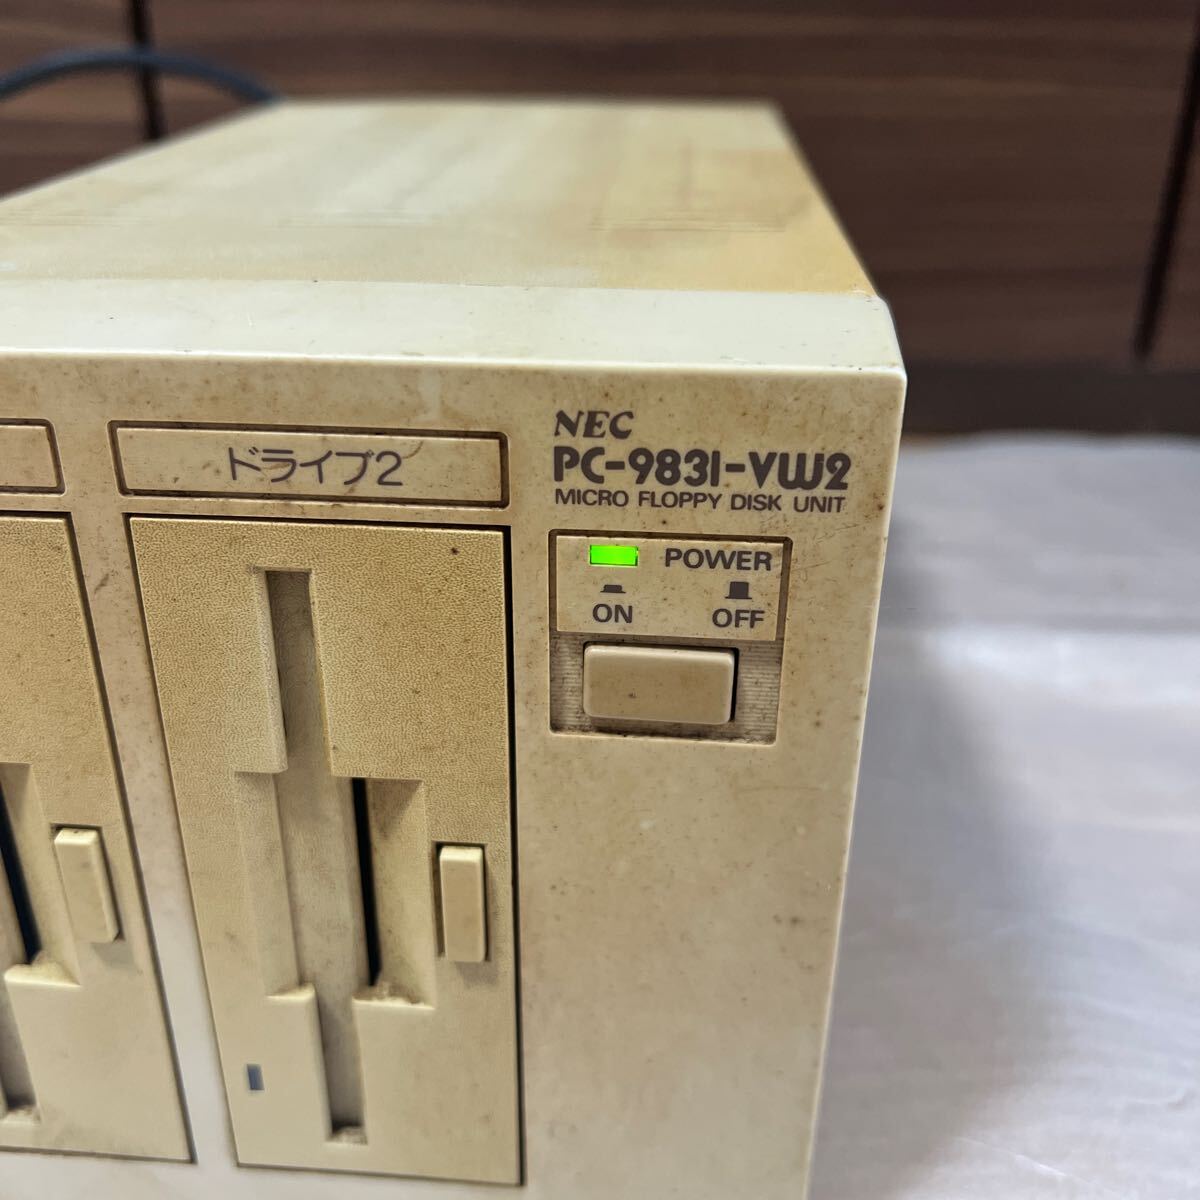 ドライブ2
NEC
PC-9831-VW2
MICRO FLOPPY DISK UNIT
POWER
ON OFF